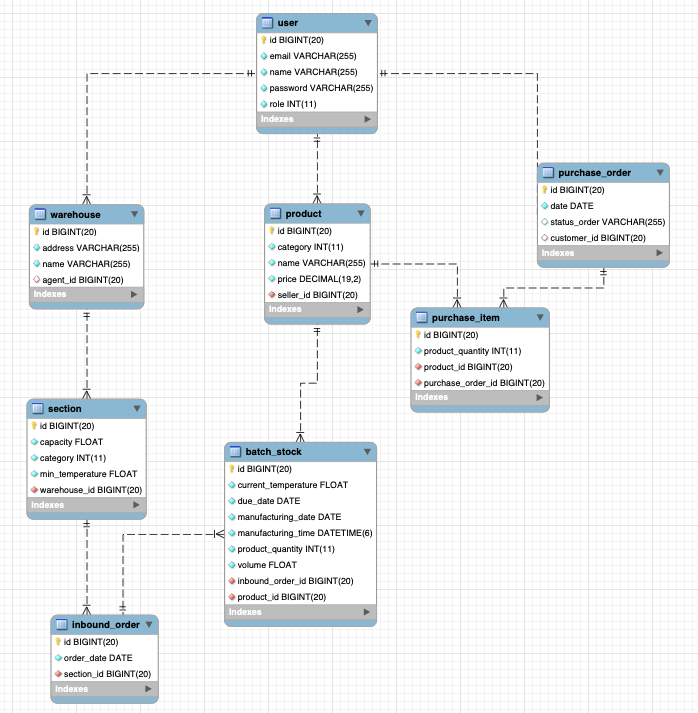 user
id BIGINT(20)
email VARCHAR(255)
name VARCHAR(255)
password VARCHAR(255)
role INT(11)
Indexes
purchase_order
id BIGINT(20)
date DATE
status_order VARCHAR(255)
customer_id BIGINT(20)
Indexes
warehouse
id BIGINT(20)
address VARCHAR(255)
name VARCHAR(255)
agent_id BIGINT(20)
Indexes
product
id BIGINT(20)
category INT(11)
name VARCHAR(255)
price DECIMAL(19,2)
seller_id BIGINT(20)
Indexes
purchase_item
id BIGINT(20)
product_quantity INT(11)
product_id BIGINT(20)
purchase_order_id BIGINT(20)
Indexes
section
id BIGINT(20)
capacity FLOAT
category INT(11)
min_temperature FLOAT
warehouse_id BIGINT(20)
Indexes
batch_stock
id BIGINT(20)
current_temperature FLOAT
due_date DATE
manufacturing_date DATE
manufacturing_time DATETIME(6)
product_quantity INT(11)
volume FLOAT
inbound_order_id BIGINT(20)
product_id BIGINT(20)
Indexes
inbound_order
id BIGINT(20)
order_date DATE
section_id BIGINT(20)
Indexes